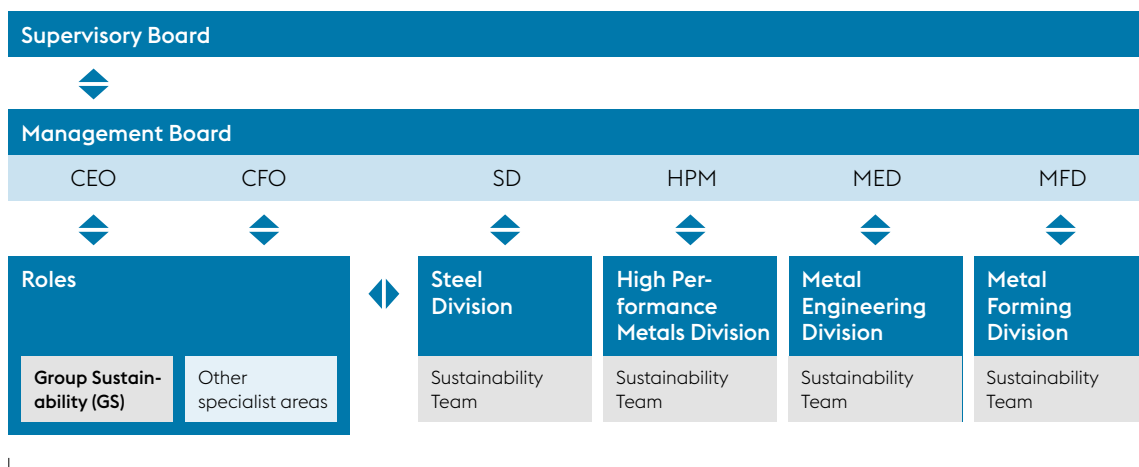 Supervisory Board
Management Board
CEO
CFO
SD
HPM
MED
MFD
Roles
Group Sustain-
ability (GS)
Other
specialist areas
Steel
Division
Sustainability
Team
High Per-
formance
Metals Division
Sustainability
Team
Metal
Engineering
Division
Sustainability
Team
Metal
Forming
Division
Sustainability
Team